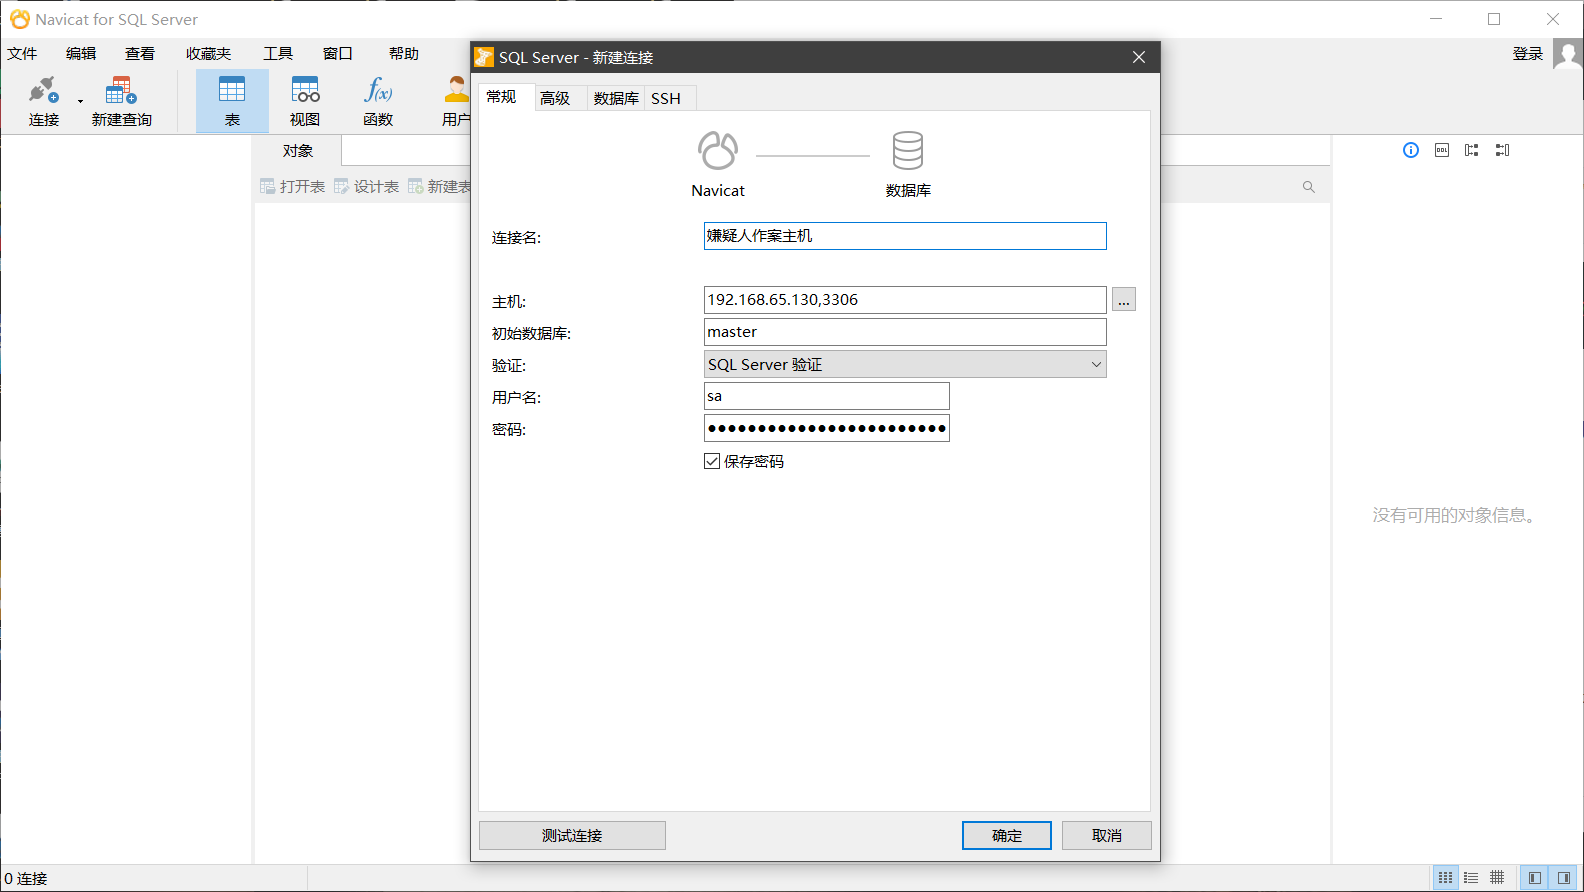 Navicat for SQL Server
文件 编辑 查看 收藏夹 工具 窗口 帮助
登录
连接 新建查询 表 视图 函数 用户
对象
打开表 设计表 新建表
SQL Server - 新建连接
常规 高级 数据库 SSH
Navicat 数据库
连接名: 嫌疑人作案主机
主机: 192.168.65.130,3306 ...
初始数据库: master
验证: SQL Server 验证
用户名: sa
密码: ●●●●●●●●●●●●●●●●●●●●●●●●
保存密码
DDL
没有可用的对象信息。
测试连接 确定 取消
0 连接